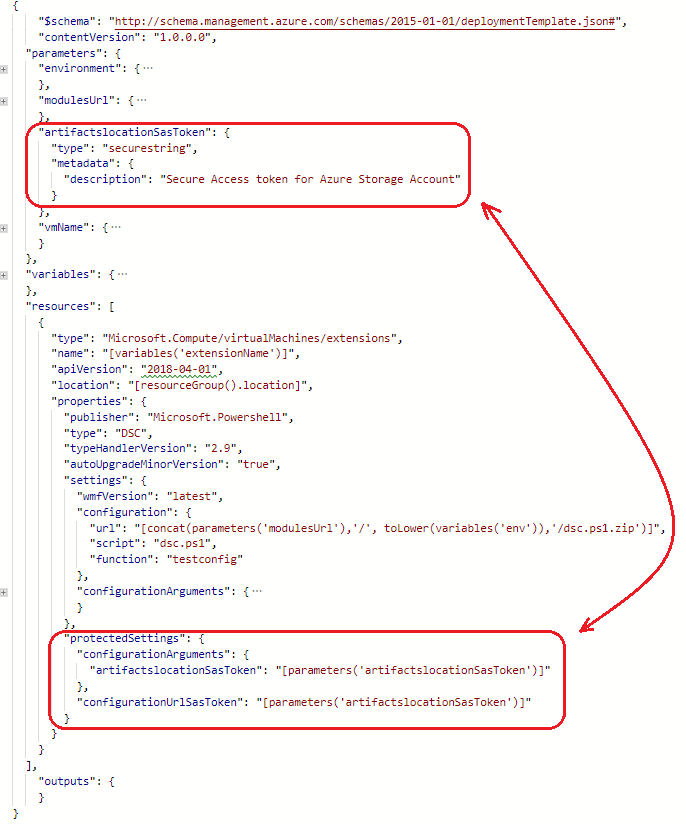 {
"$schema": "http://schema.management.azure.com/schemas/2015-01-01/deploymentTemplate.json#",
"contentVersion": "1.0.0.0",
"parameters": {
"environment": {...
},
"modulesUrl": {...
},
"artifactslocationSasToken": {
"type": "securestring",
"metadata": {
"description": "Secure Access token for Azure Storage Account"
}
},
"vmName": {...
}
},
"variables": {...
},
"resources": [
{
"type": "Microsoft.Compute/virtualMachines/extensions",
"name": "[variables('extensionName')]",
"apiVersion": "2018-04-01",
"location": "[resourceGroup().location]",
"properties": {
"publisher": "Microsoft.Powershell",
"type": "DSC",
"typeHandlerVersion": "2.9",
"autoUpgradeMinorVersion": "true",
"settings": {
"wmfVersion": "latest",
"configuration": {
"url": "[concat(parameters('modulesUrl'),'/', toLower(variables('env')),'/dsc.ps1.zip')]",
"script": "dsc.ps1",
"function": "testconfig"
},
"configurationArguments": {...
}
},
"protectedSettings": {
"configurationArguments": {
"artifactslocationSasToken": "[parameters('artifactslocationSasToken')]"
},
"configurationUrlSasToken": "[parameters('artifactslocationSasToken')]"
}
}
}
],
"outputs": {
}
}